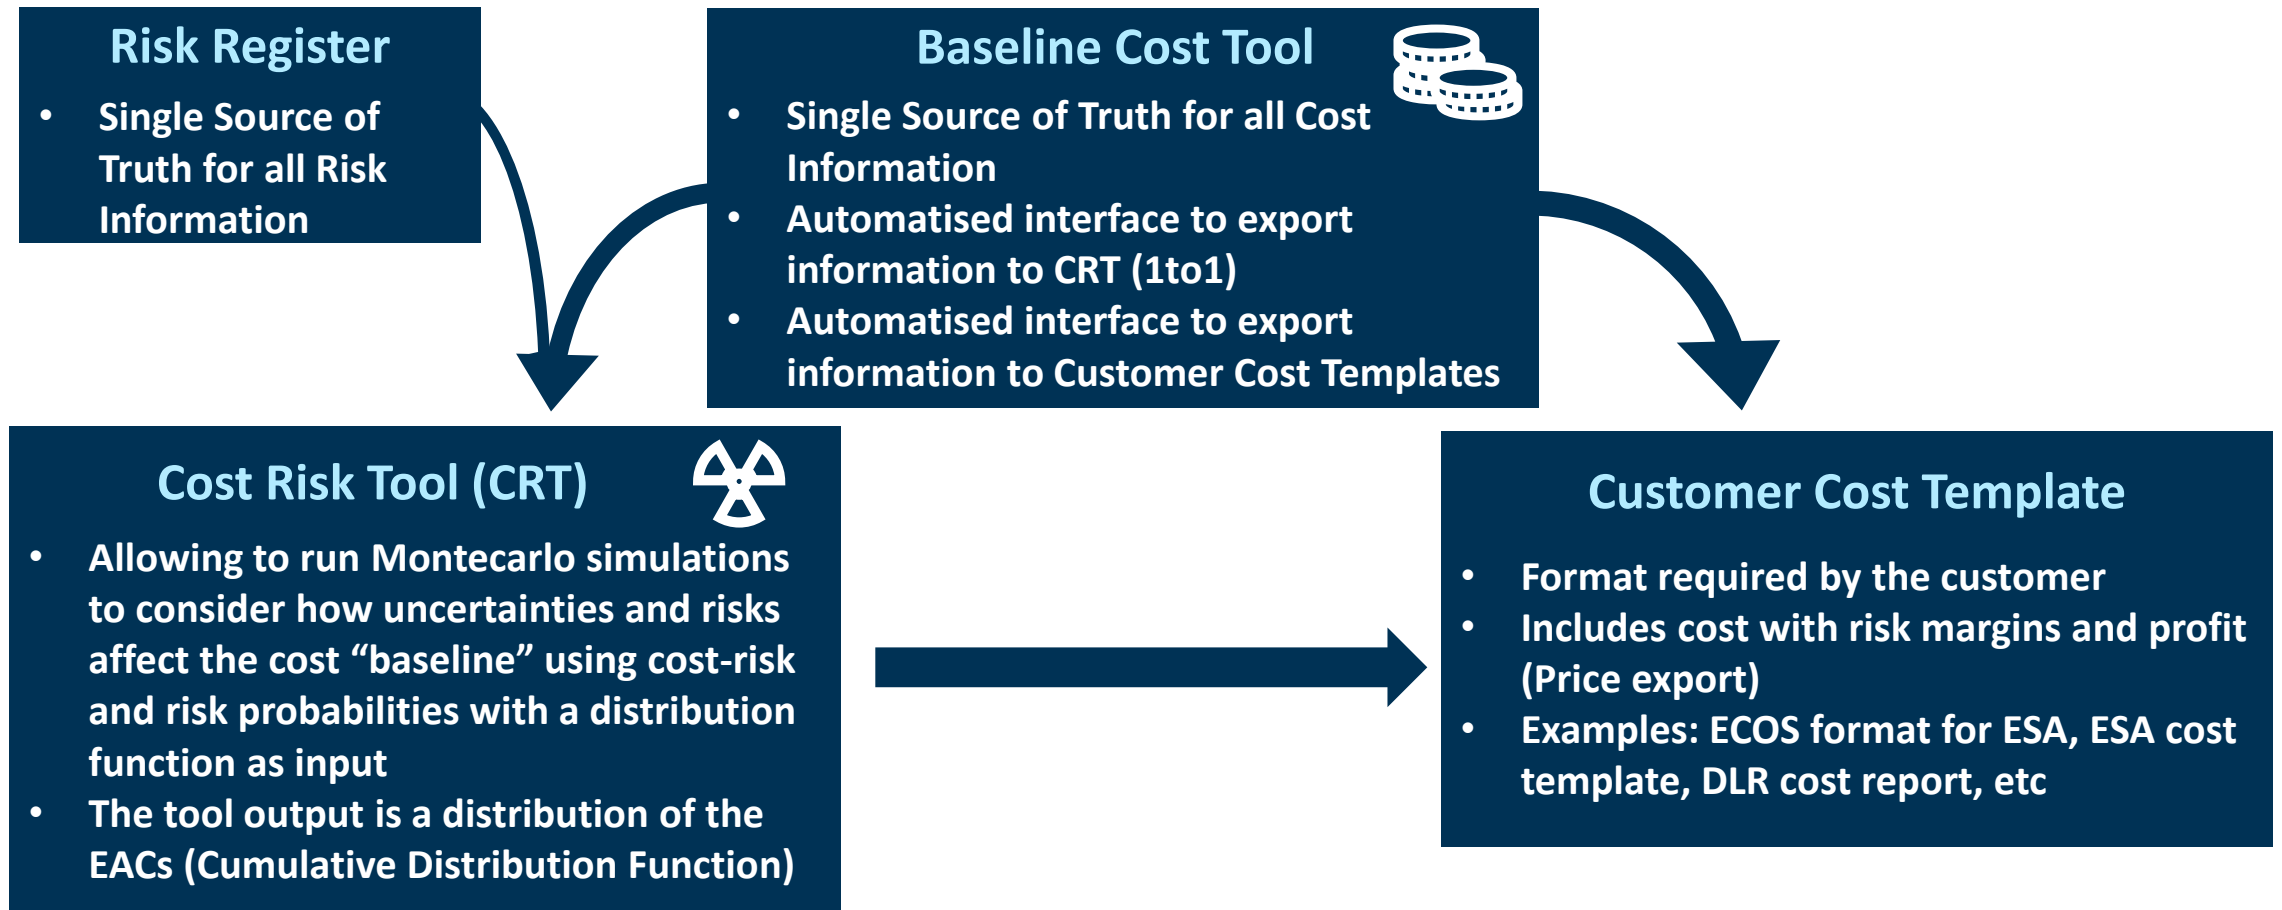 Risk Register
• Single Source of
Truth for all Risk
Information
Baseline Cost Tool
• Single Source of Truth for all Cost
Information
• Automatised interface to export
information to CRT (1to1)
• Automatised interface to export
information to Customer Cost Templates
Cost Risk Tool (CRT)
• Allowing to run Montecarlo simulations
to consider how uncertainties and risks
affect the cost “baseline” using cost-risk
and risk probabilities with a distribution
function as input
• The tool output is a distribution of the
EACs (Cumulative Distribution Function)
Customer Cost Template
• Format required by the customer
• Includes cost with risk margins and profit
(Price export)
• Examples: ECOS format for ESA, ESA cost
template, DLR cost report, etc